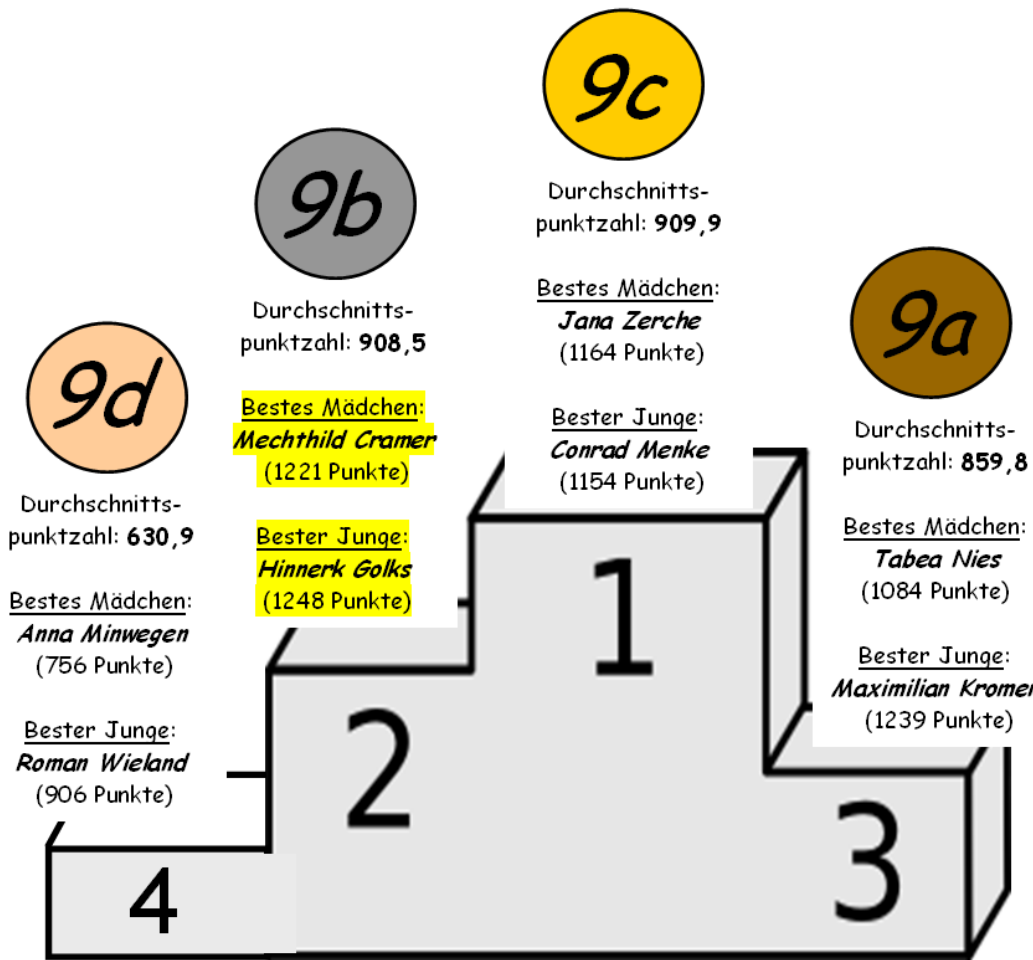 9c
Durchschnitts-
punktzahl: 909,9
Bestes Mädchen:
Jana Zerche
(1164 Punkte)
Bester Junge:
Conrad Menke
(1154 Punkte)
9b
Durchschnitts-
punktzahl: 908,5
Bestes Mädchen:
Mechthild Cramer
(1221 Punkte)
Bester Junge:
Hinnerk Golks
(1248 Punkte)
9a
Durchschnitts-
punktzahl: 859,8
Bestes Mädchen:
Tabea Nies
(1084 Punkte)
Bester Junge:
Maximilian Kromer
(1239 Punkte)
9d
Durchschnitts-
punktzahl: 630,9
Bestes Mädchen:
Anna Minwegen
(756 Punkte)
Bester Junge:
Roman Wieland
(906 Punkte)
1
2
3
4